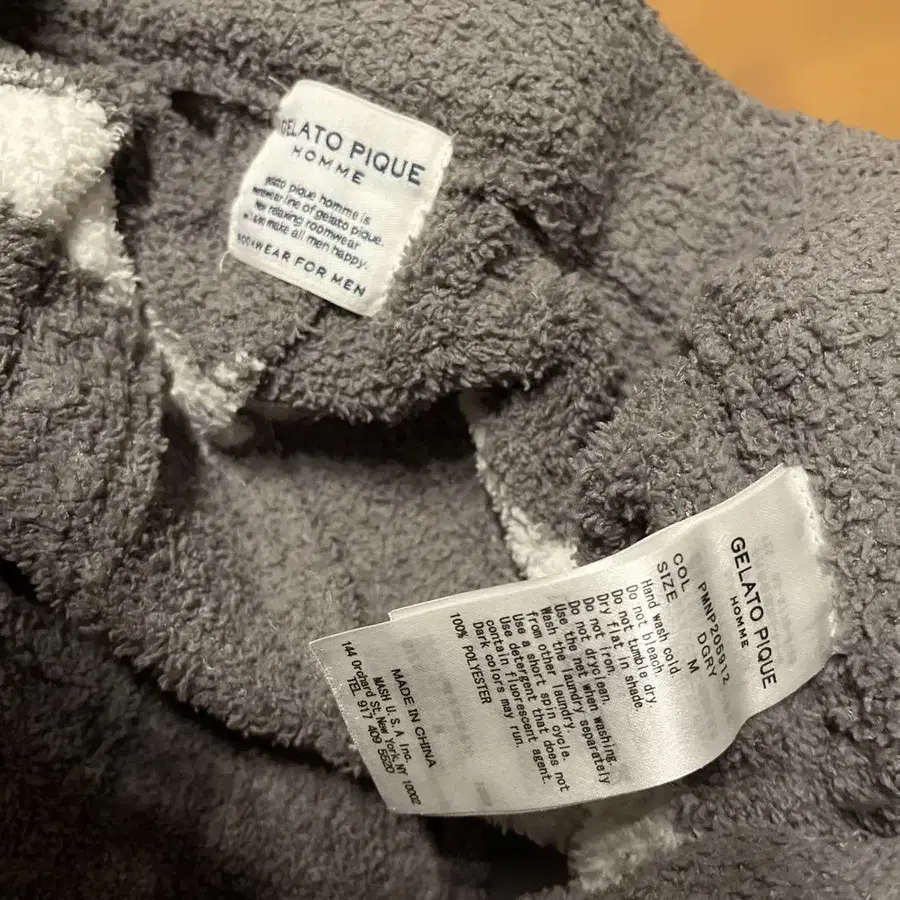 GELATO PIQUE
HOMME
gelato pique homme is
line of gelato pique.
relaxing roomwear
make all men happy.
ROOMWEAR FOR MEN
GELATO PIQUE
HOMME
PMNP205912
COL DGRY
SIZE M
Hand wash cold.
Do not bleach.
Do not tumble dry.
Dry flat in shade.
Do not iron.
Do not dryclean.
Use the net when washing.
Wash the laundry separately
from other laundry.
Use a short spin cycle.
Use detergent that does not
contain fluorescent agent.
Dark colors may run.
100% POLYESTER
MADE IN CHINA
MASH U.S.A Inc.
144 Orchard St, New York, NY 10002
TEL 917 409 5520